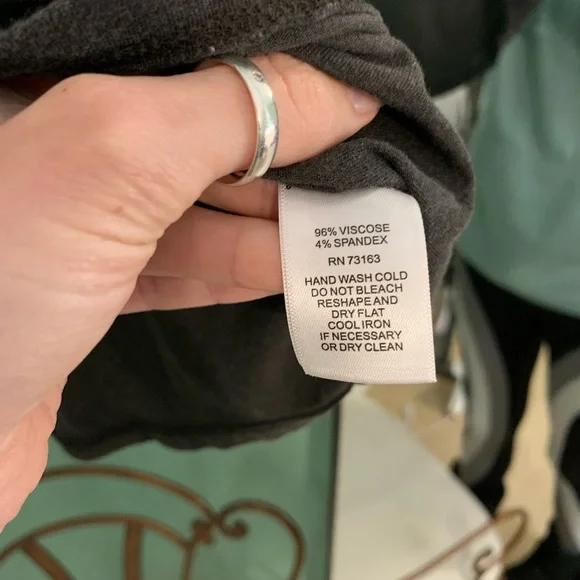 96% VISCOSE
4% SPANDEX
RN 73163
HAND WASH COLD
DO NOT BLEACH
RESHAPE AND
DRY FLAT
COOL IRON
IF NECESSARY
OR DRY CLEAN